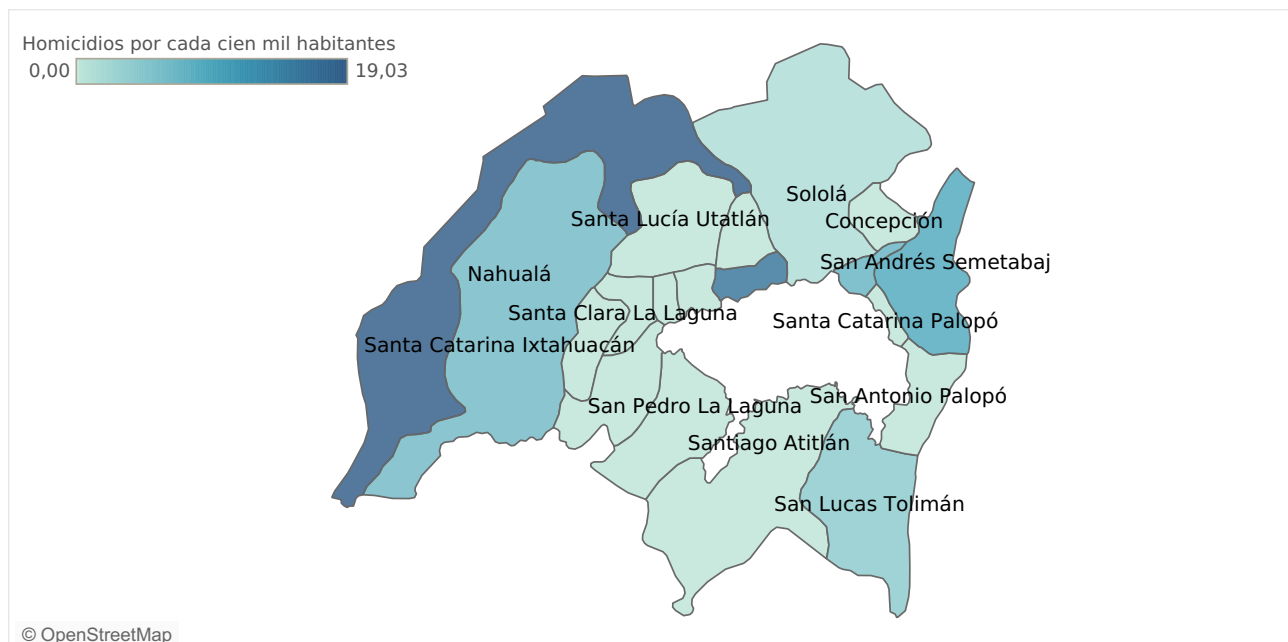 Homicidios por cada cien mil habitantes
0,00 19,03
Sololá
Santa Lucía Utatlán
Concepción
San Andrés Semetabaj
Nahualá
Santa Clara La Laguna
Santa Catarina Palopó
Santa Catarina Ixtahuacán
San Antonio Palopó
San Pedro La Laguna
Santiago Atitlán
San Lucas Tolimán
© OpenStreetMap